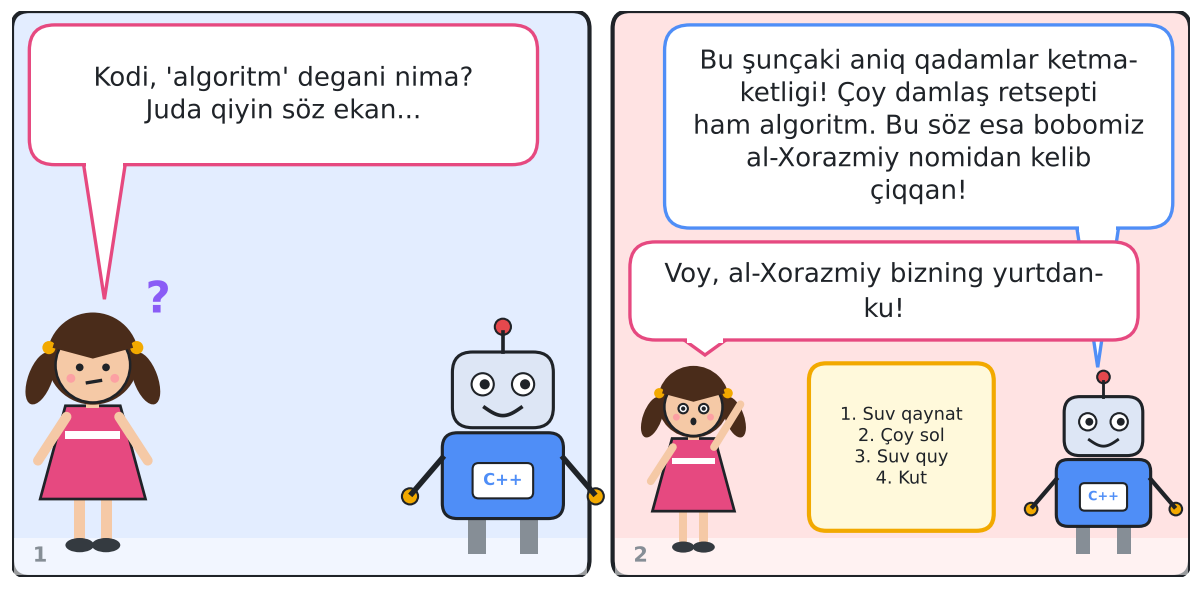 Kodi, 'algoritm' degani nima?
Juda qiyin söz ekan...
?
C++
1
Bu şunçaki aniq qadamlar ketma-
ketligi! Çoy damlaş retsepti
ham algoritm. Bu söz esa bobomiz
al-Xorazmiy nomidan kelib
çiqqan!
Voy, al-Xorazmiy bizning yurtdan-
ku!
1. Suv qaynat
2. Çoy sol
3. Suv quy
4. Kut
C++
2